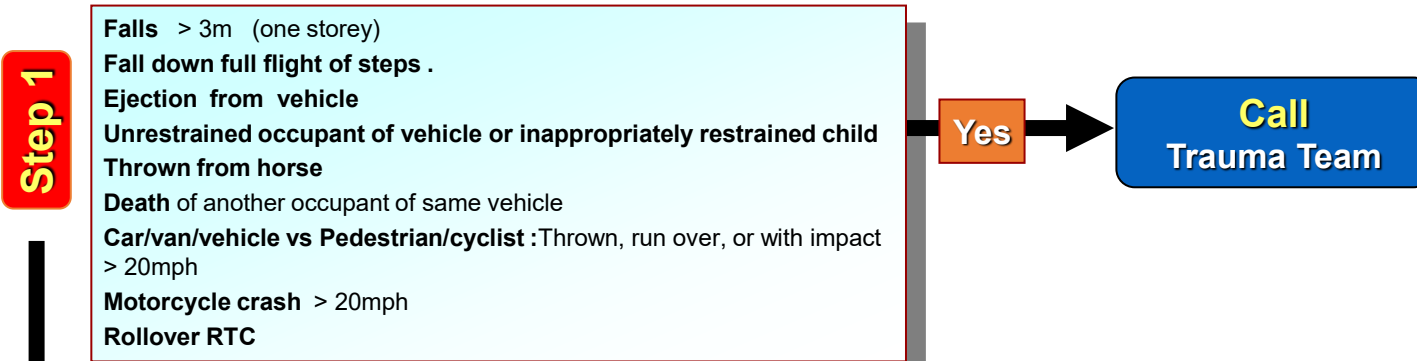 Step 1
Falls > 3m (one storey)
Fall down full flight of steps .
Ejection from vehicle
Unrestrained occupant of vehicle or inappropriately restrained child
Thrown from horse
Death of another occupant of same vehicle
Car/van/vehicle vs Pedestrian/cyclist :Thrown, run over, or with impact
> 20mph
Motorcycle crash > 20mph
Rollover RTC
Yes
Call
Trauma Team